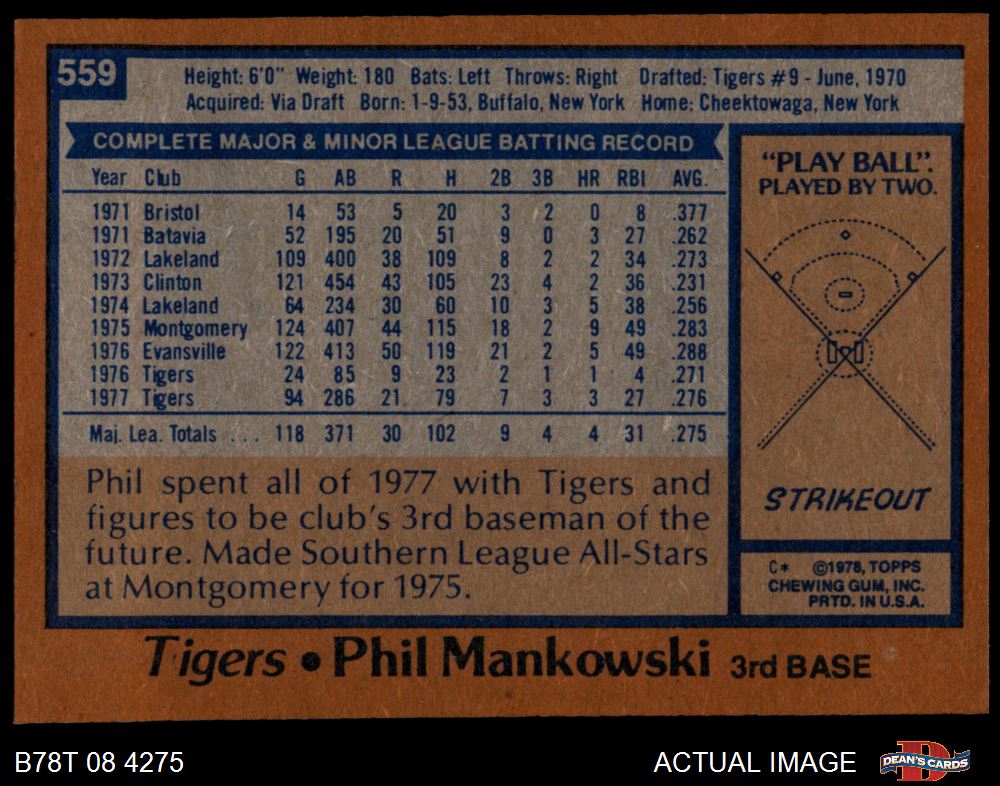 559
Height: 6'0" Weight: 180 Bats: Left Throws: Right Drafted: Tigers #9 - June, 1970
Acquired: Via Draft Born: 1-9-53, Buffalo, New York Home: Cheektowaga, New York
COMPLETE MAJOR & MINOR LEAGUE BATTING RECORD
Year Club G AB R H 2B 3B HR RBI AVG.
1971 Bristol 14 53 5 20 3 2 0 8 .377
1971 Batavia 52 195 20 51 9 0 3 27 .262
1972 Lakeland 109 400 38 109 8 2 2 34 .273
1973 Clinton 121 454 43 105 23 4 2 36 .231
1974 Lakeland 64 234 30 60 10 3 5 38 .256
1975 Montgomery 124 407 44 115 18 2 9 49 .283
1976 Evansville 122 413 50 119 21 2 5 49 .288
1976 Tigers 24 85 9 23 2 1 1 4 .271
1977 Tigers 94 286 21. 79 7 3 3 27 .276
Maj. Lea. Totals . . . 118 371 30 102 9 4 4 31 .275
Phil spent all of 1977 with Tigers and
figures to be club's 3rd baseman of the
future. Made Southern League All-Stars
at Montgomery for 1975.
"PLAY BALL".
PLAYED BY TWO.
STRIKEOUT
C* ©1978, TOPPS
CHEWING GUM, INC.
PRTD. IN U.S.A.
Tigers • Phil Mankowski 3rd BASE
B78T 08 4275
ACTUAL IMAGE
D
DEAN'S CARDS